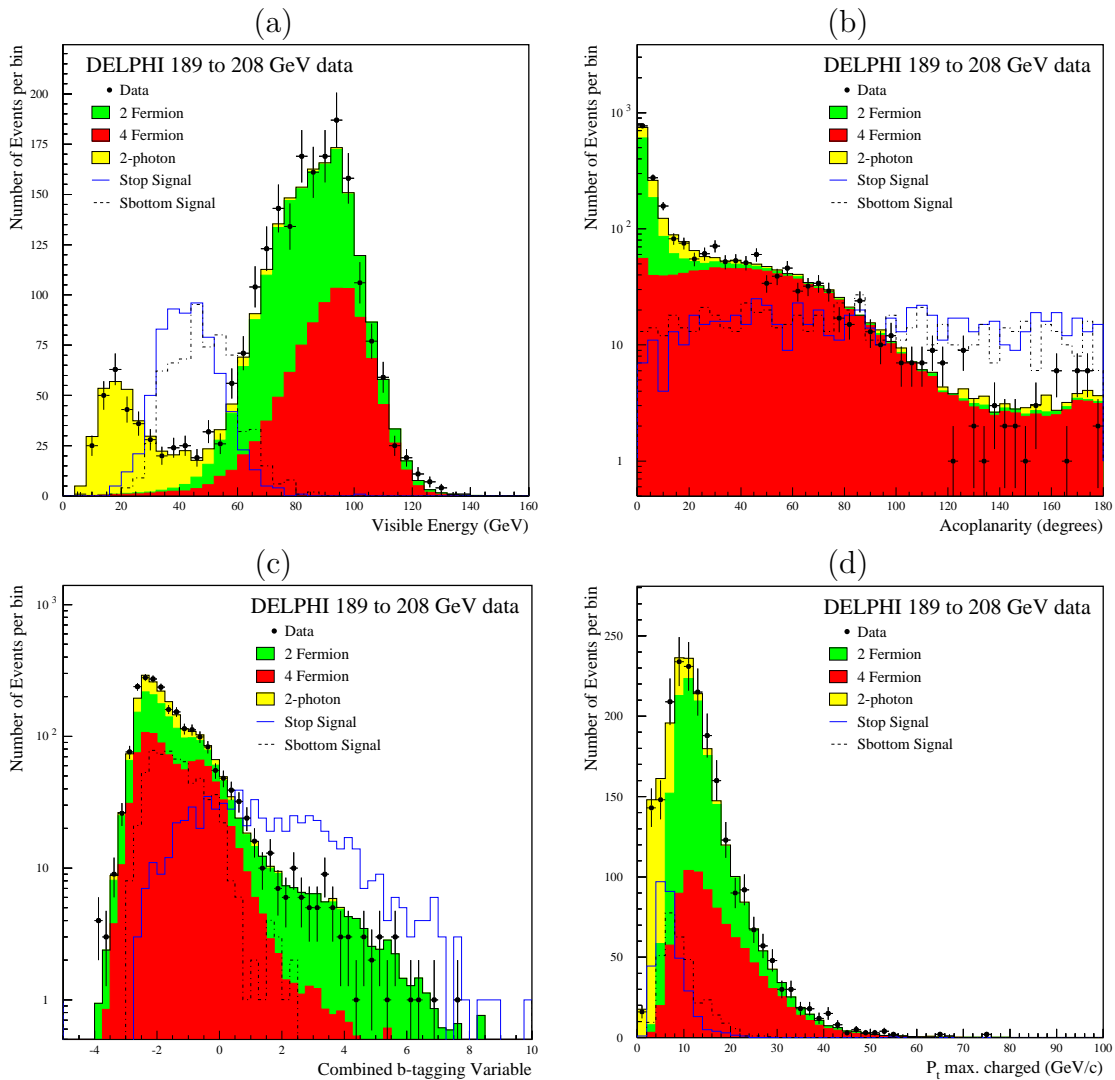 (a)
DELPHI 189 to 208 GeV data
Data
2 Fermion
4 Fermion
2-photon
Stop Signal
Sbottom Signal
Number of Events per bin
200
175
150
125
100
75
50
25
0
0 20 40 60 80 100 120 140 160
Visible Energy (GeV)
(b)
DELPHI 189 to 208 GeV data
Data
2 Fermion
4 Fermion
2-photon
Stop Signal
Sbottom Signal
Number of Events per bin
10³
10²
10
1
0 20 40 60 80 100 120 140 160 180
Acoplanarity (degrees)
(c)
DELPHI 189 to 208 GeV data
Data
2 Fermion
4 Fermion
2-photon
Stop Signal
Sbottom Signal
Number of Events per bin
10³
10²
10
1
-4 -2 0 2 4 6 8 10
Combined b-tagging Variable
(d)
DELPHI 189 to 208 GeV data
Data
2 Fermion
4 Fermion
2-photon
Stop Signal
Sbottom Signal
Number of Events per bin
250
200
150
100
50
0
0 10 20 30 40 50 60 70 80 90 100
Pₜ max. charged (GeV/c)